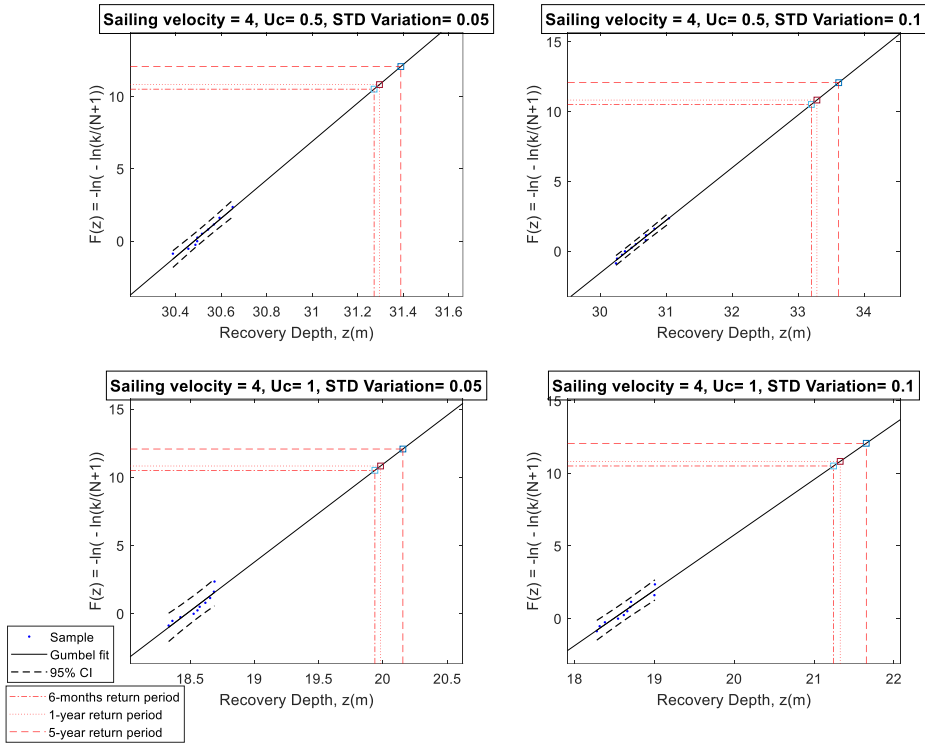 Sailing velocity = 4, Uc= 0.5, STD Variation= 0.05
10
5
0
F(z) = -ln( - ln(k/(N+1))
30.4
30.6
30.8
31
31.2
31.4
31.6
Recovery Depth, z(m)
Sailing velocity = 4, Uc= 0.5, STD Variation= 0.1
15
10
5
0
F(z) = -ln( - ln(k/(N+1))
30
31
32
33
34
Recovery Depth, z(m)
Sailing velocity = 4, Uc= 1, STD Variation= 0.05
15
10
5
0
F(z) = -ln( - ln(k/(N+1))
18.5
19
19.5
20
20.5
Recovery Depth, z(m)
Sailing velocity = 4, Uc= 1, STD Variation= 0.1
15
10
5
0
F(z) = -ln( - ln(k/(N+1))
18
19
20
21
22
Recovery Depth, z(m)
Sample
Gumbel fit
95% CI
6-months return period
1-year return period
5-year return period